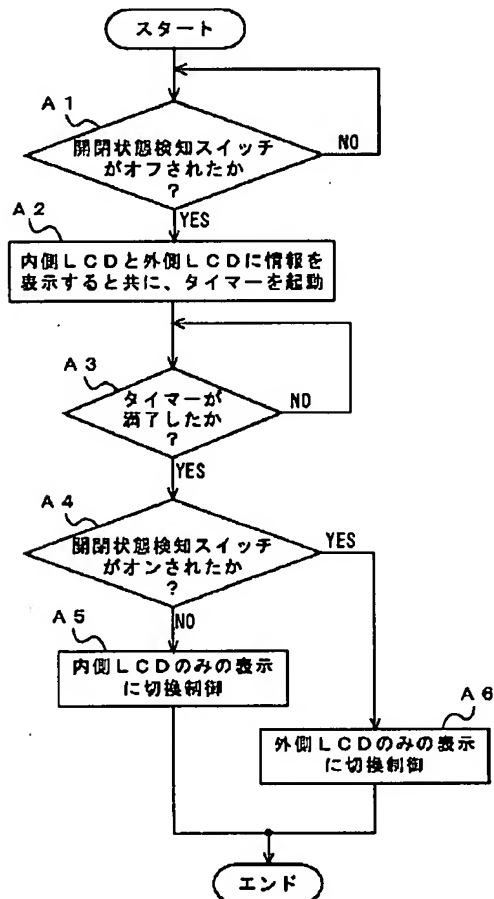 スタート
A1
開閉状態検知スイッチ
がオフされたか
?
NO
YES
A2
内側LCDと外側LCDに情報を
表示すると共に、タイマーを起動
A3
タイマーが
満了したか
?
NO
YES
A4
開閉状態検知スイッチ
がオンされたか
?
YES
NO
A5
内側LCDのみの表示
に切換制御
A6
外側LCDのみの表示
に切換制御
エンド